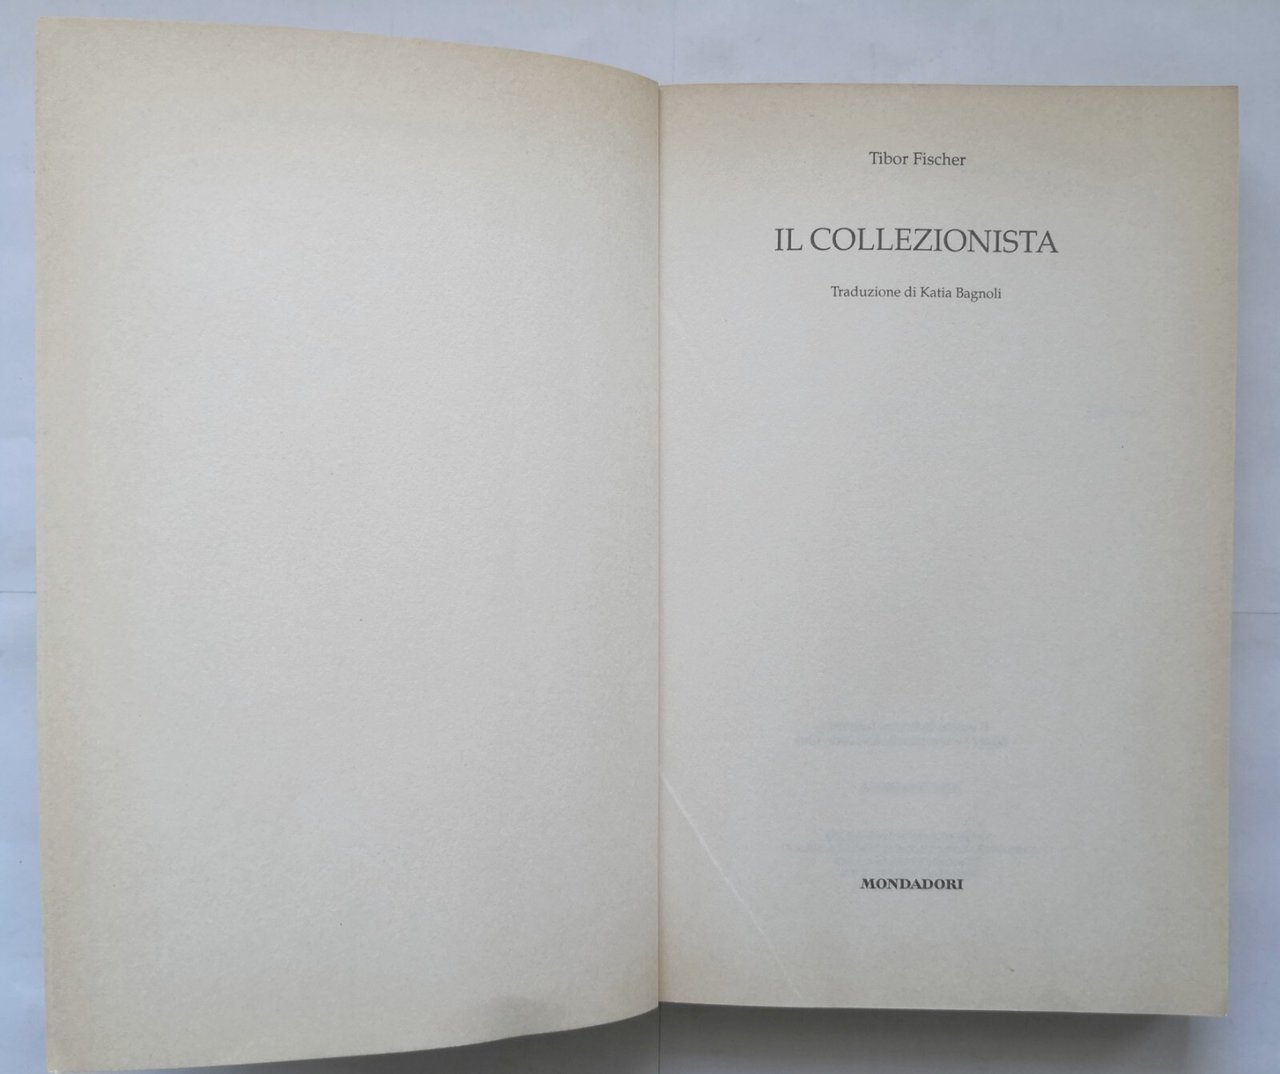 Tibor Fischer
IL COLLEZIONISTA
Traduzione di Katia Bagnoli
MONDADORI